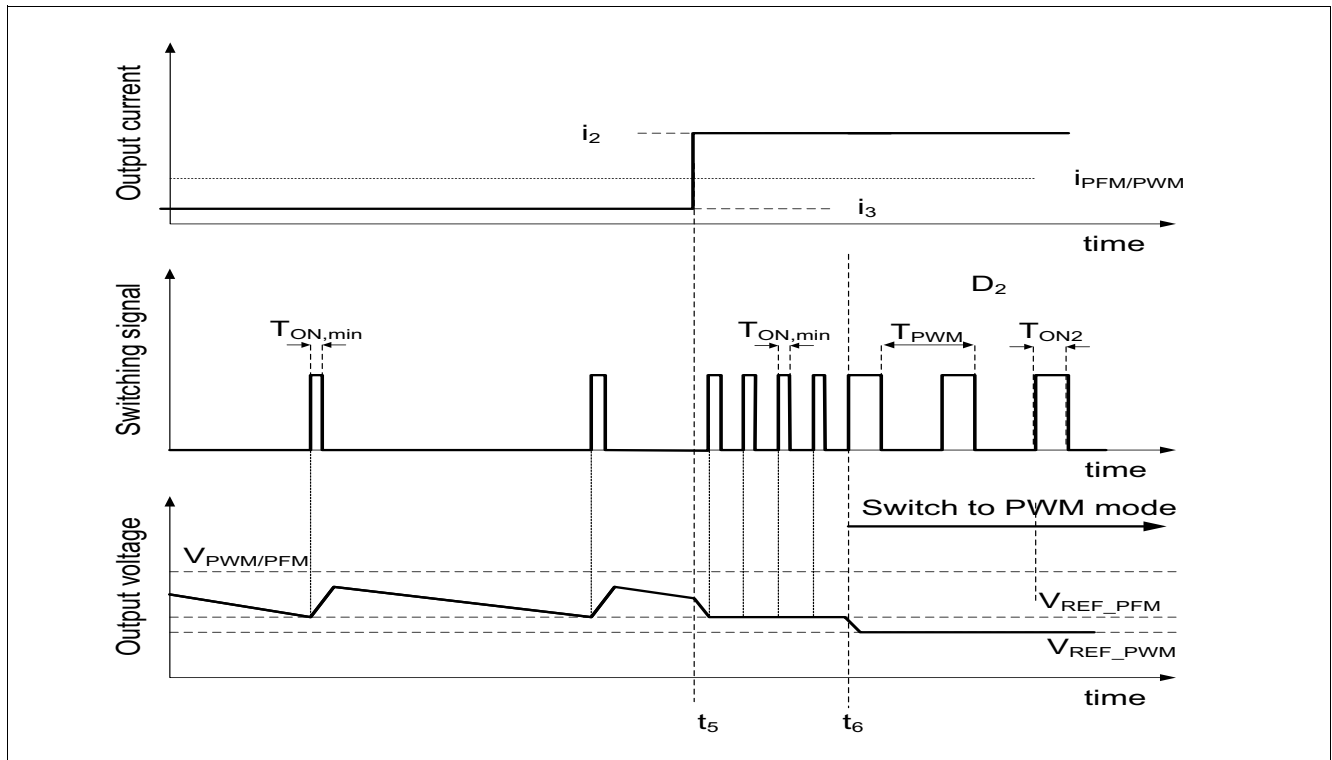 Output current
i2
iPFM/PWM
i3
time
Switching signal
D2
TON,min
TON,min
TPWM
TON2
time
Output voltage
Switch to PWM mode
VPWM/PFM
VREF_PFM
VREF_PWM
time
t5
t6